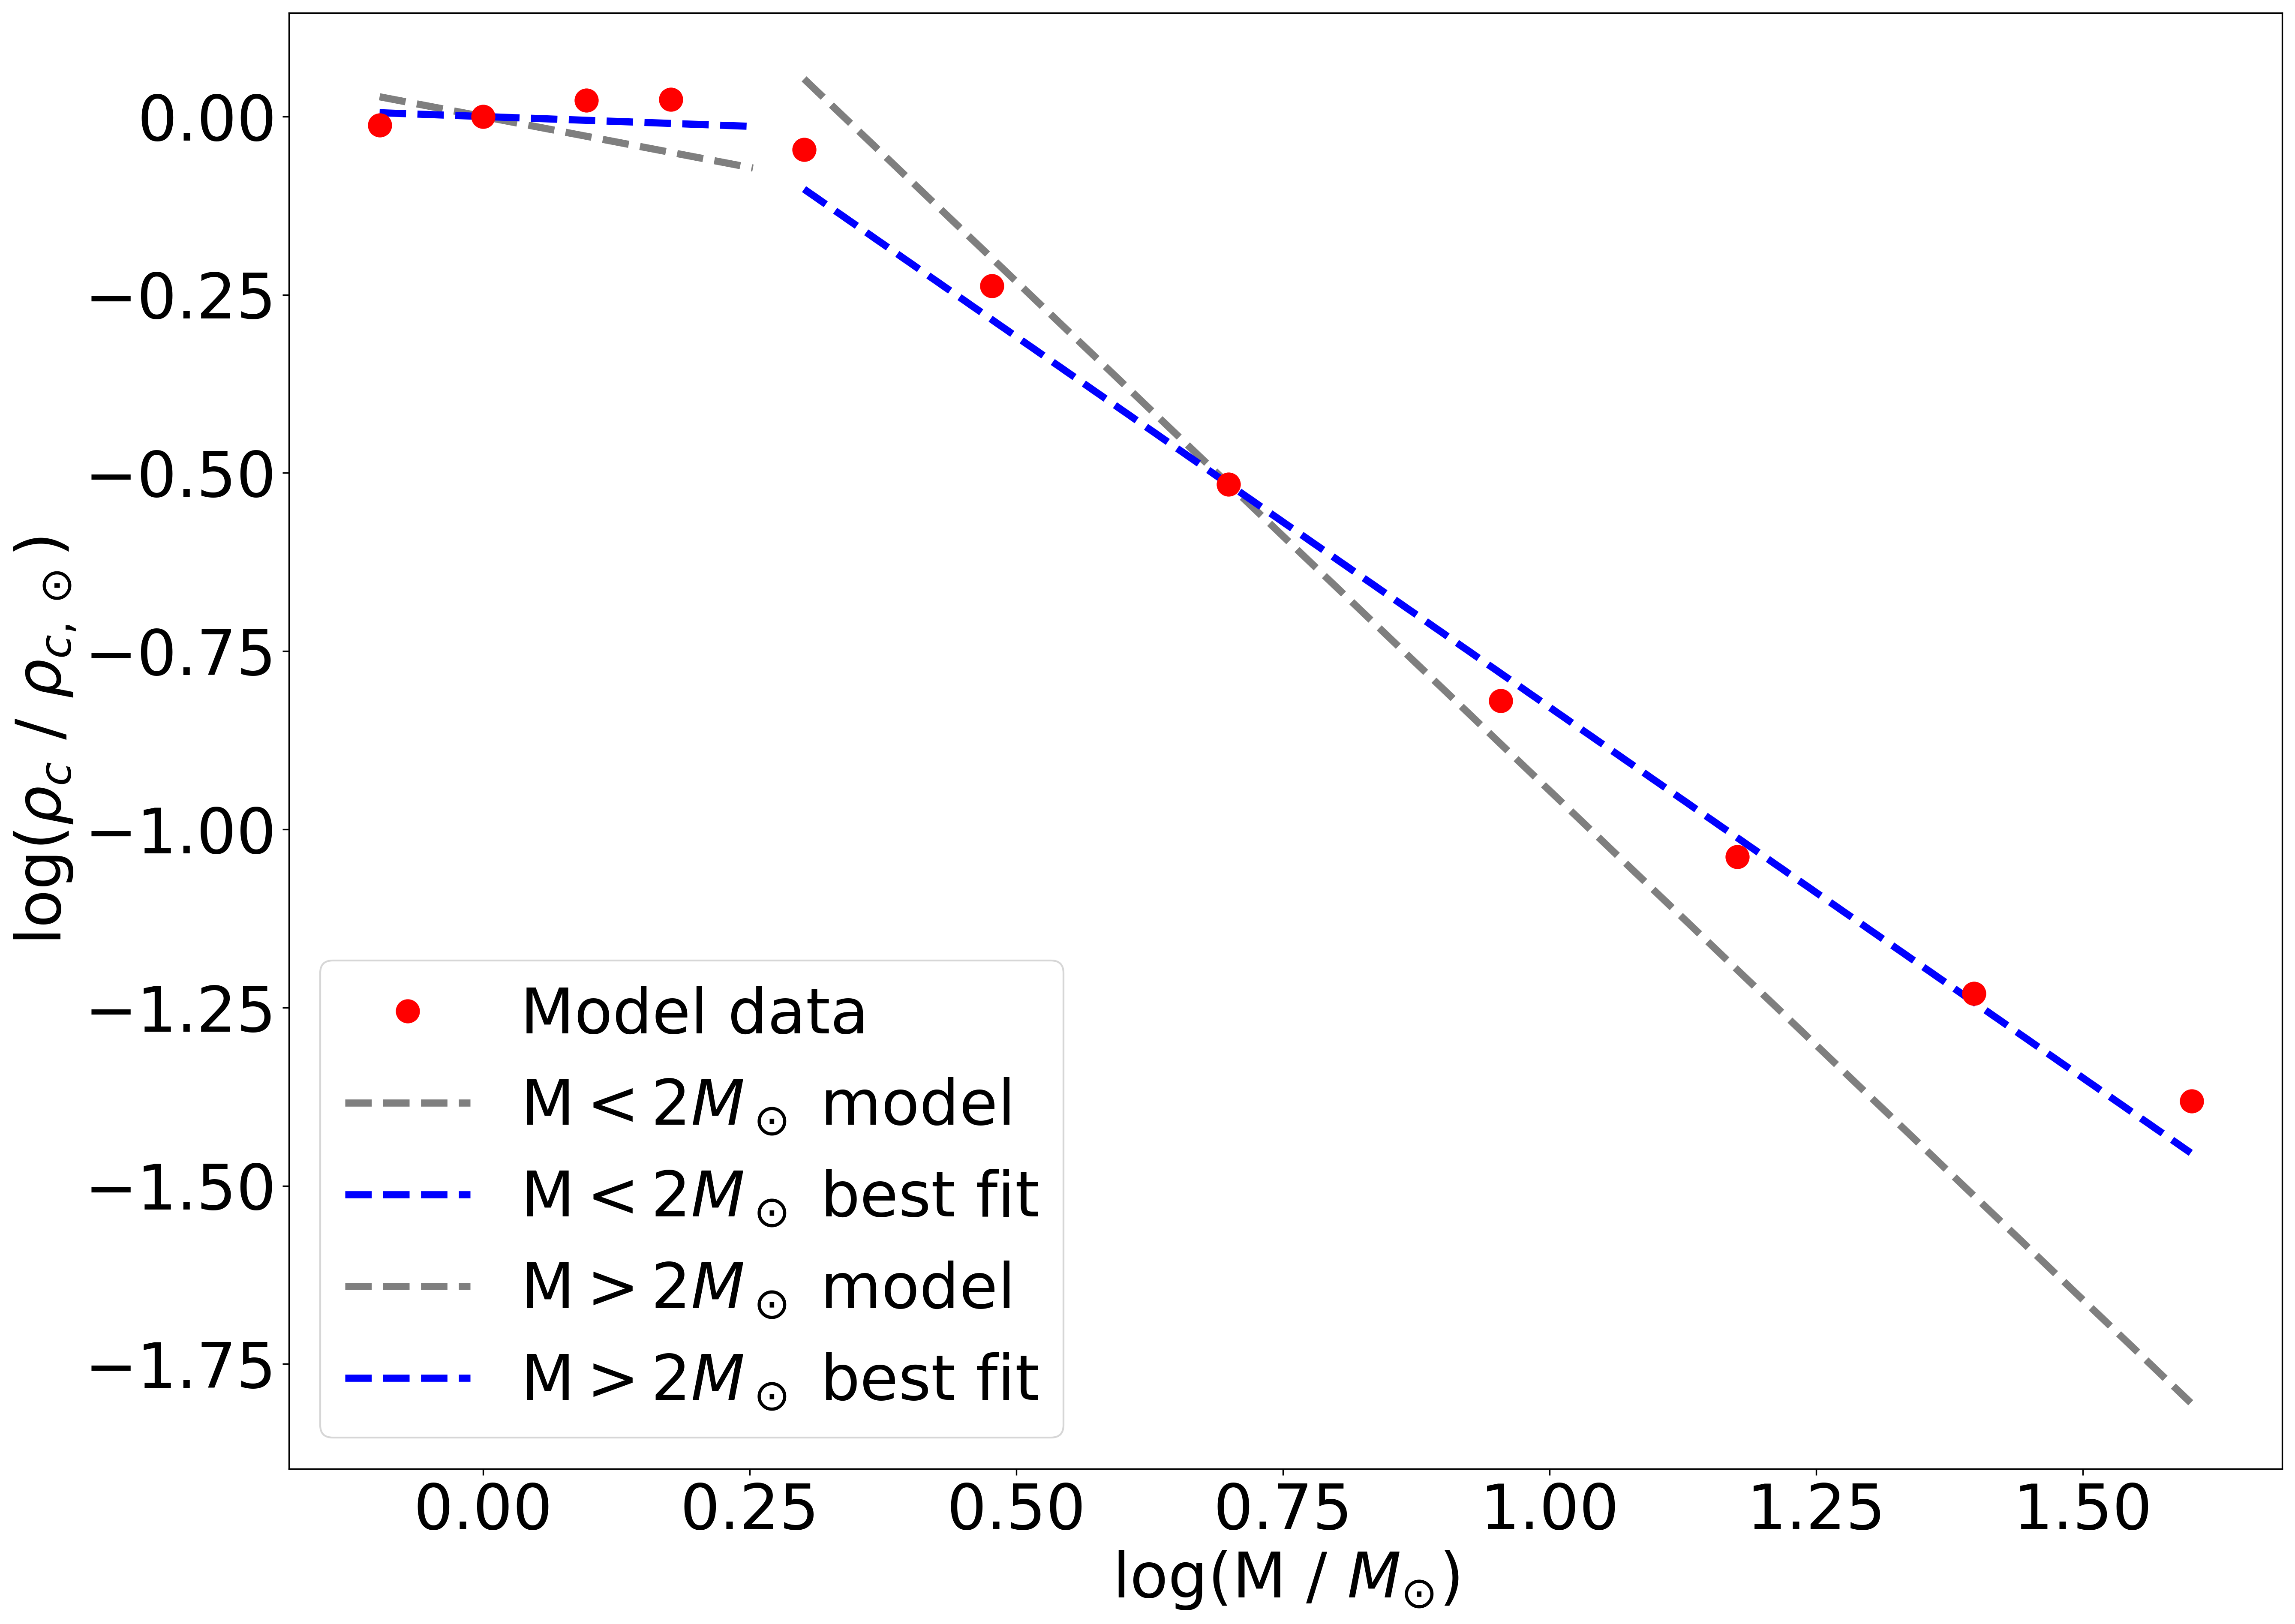 log(ρc / ρc,⊙)
0.00
−0.25
−0.50
−0.75
−1.00
−1.25
−1.50
−1.75
Model data
M < 2M⊙ model
M < 2M⊙ best fit
M > 2M⊙ model
M > 2M⊙ best fit
0.00 0.25 0.50 0.75 1.00 1.25 1.50
log(M / M⊙)